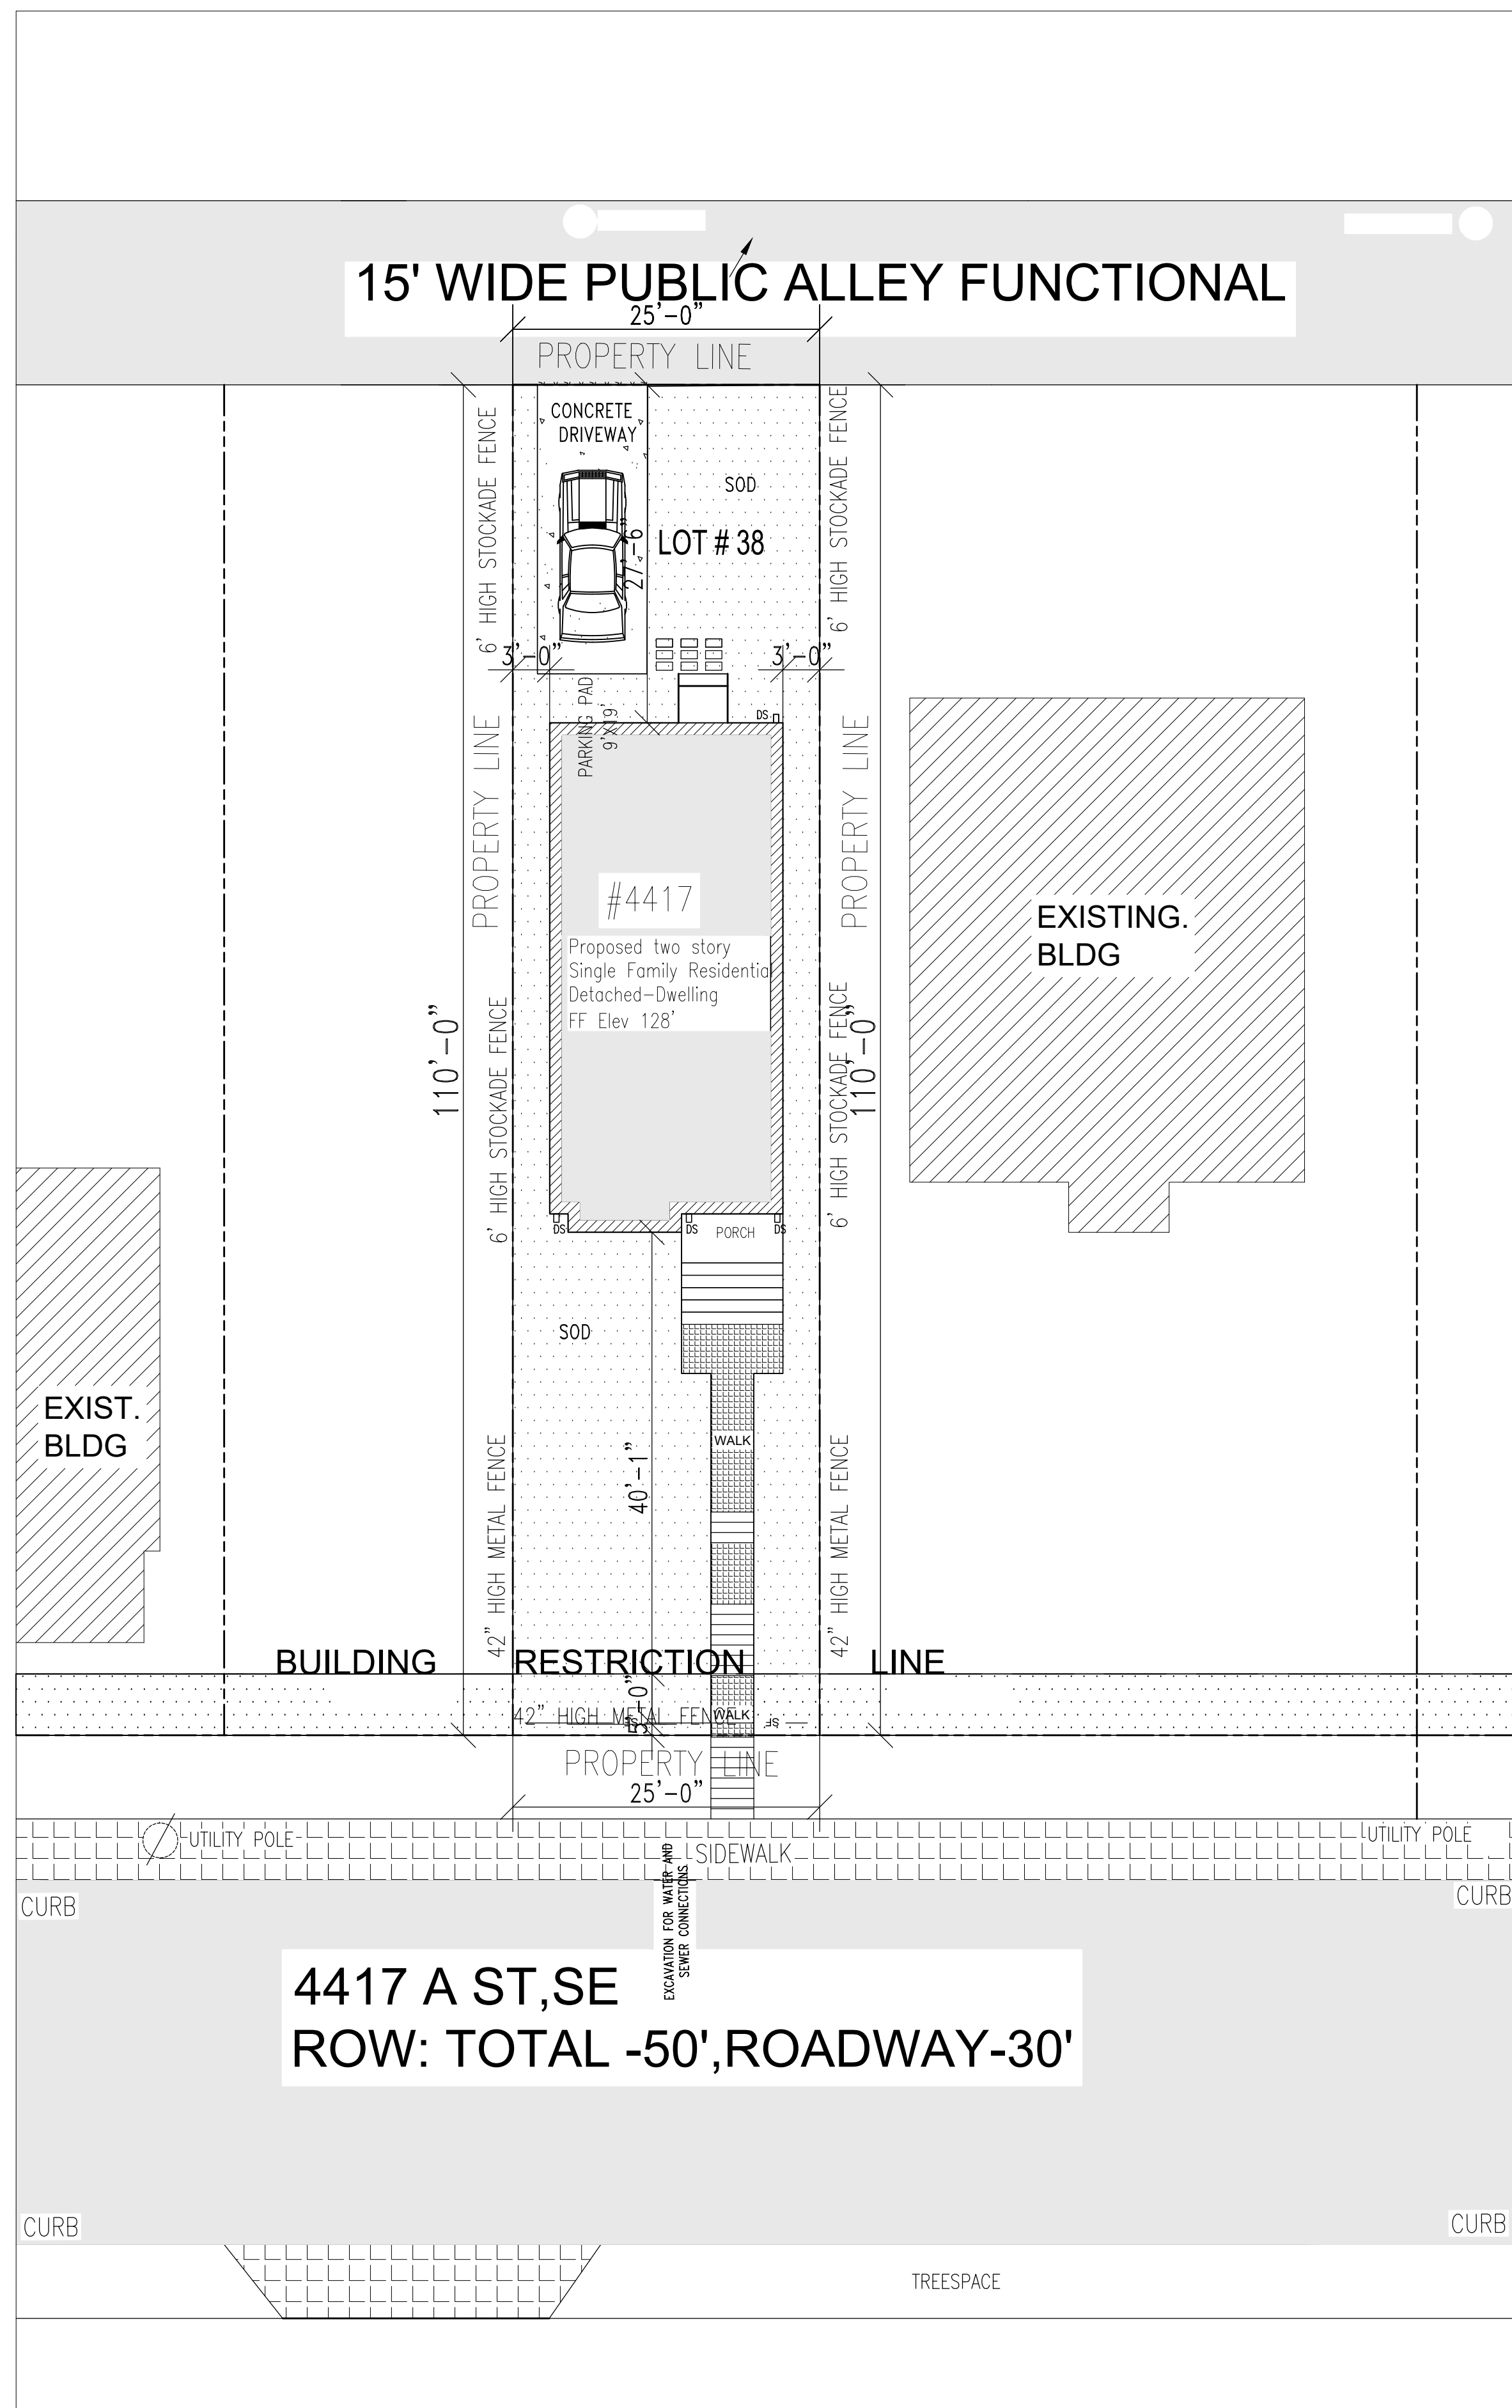 15' WIDE PUBLIC ALLEY FUNCTIONAL
25'-0"
PROPERTY LINE
CONCRETE
DRIVEWAY
6' HIGH STOCKADE FENCE
6' HIGH STOCKADE FENCE
SOD
LOT # 38
27'-6"
3'-0"
3'-0"
PARKING PAD
9'X19'
DS
PROPERTY LINE
PROPERTY LINE
#4417
Proposed two story
Single Family Residential
Detached-Dwelling
FF Elev 128'
EXISTING.
BLDG
110'-0"
110'-0"
6' HIGH STOCKADE FENCE
6' HIGH STOCKADE FENCE
DS
DS
PORCH
DS
SOD
EXIST.
BLDG
WALK
40'-1"
42" HIGH METAL FENCE
42" HIGH METAL FENCE
BUILDING RESTRICTION LINE
5'-0"
42" HIGH METAL FENCE
WALK
SF
SF
PROPERTY LINE
25'-0"
UTILITY POLE
UTILITY POLE
SIDEWALK
EXCAVATION FOR WATER AND
SEWER CONNECTIONS
CURB
CURB
4417 A ST,SE
ROW: TOTAL -50',ROADWAY-30'
CURB
CURB
TREESPACE